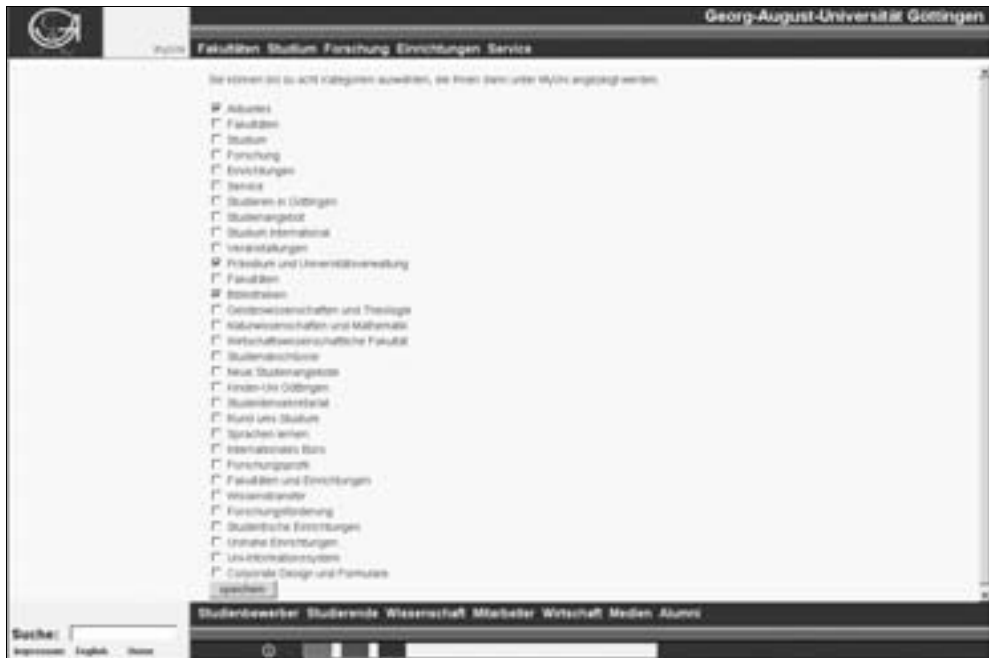 Georg-August-Universität Göttingen
MyUni
Fakultäten Studium Forschung Einrichtungen Service
Sie können bis zu acht Kategorien auswählen, die Ihnen dann unter MyUni angezeigt werden.
Aktuelles
Fakultäten
Studium
Forschung
Einrichtungen
Service
Studieren in Göttingen
Studienangebot
Studium International
Veranstaltungen
Präsidium und Universitätsverwaltung
Fakultäten
Bibliotheken
Geisteswissenschaften und Theologie
Naturwissenschaften und Mathematik
Wirtschaftswissenschaftliche Fakultät
Studienabschlüsse
Neue Studienangebote
Kinder-Uni Göttingen
Studentensekretariat
Rund ums Studium
Sprachen lernen
Internationales Büro
Forschungsprofil
Fakultäten und Einrichtungen
Wissenstransfer
Forschungsförderung
Studentische Einrichtungen
Uninahe Einrichtungen
Uni-Informationssystem
Corporate Design und Formulare
speichern
Studienbewerber Studierende Wissenschaft Mitarbeiter Wirtschaft Medien Alumni
Suche:
Impressum English Home